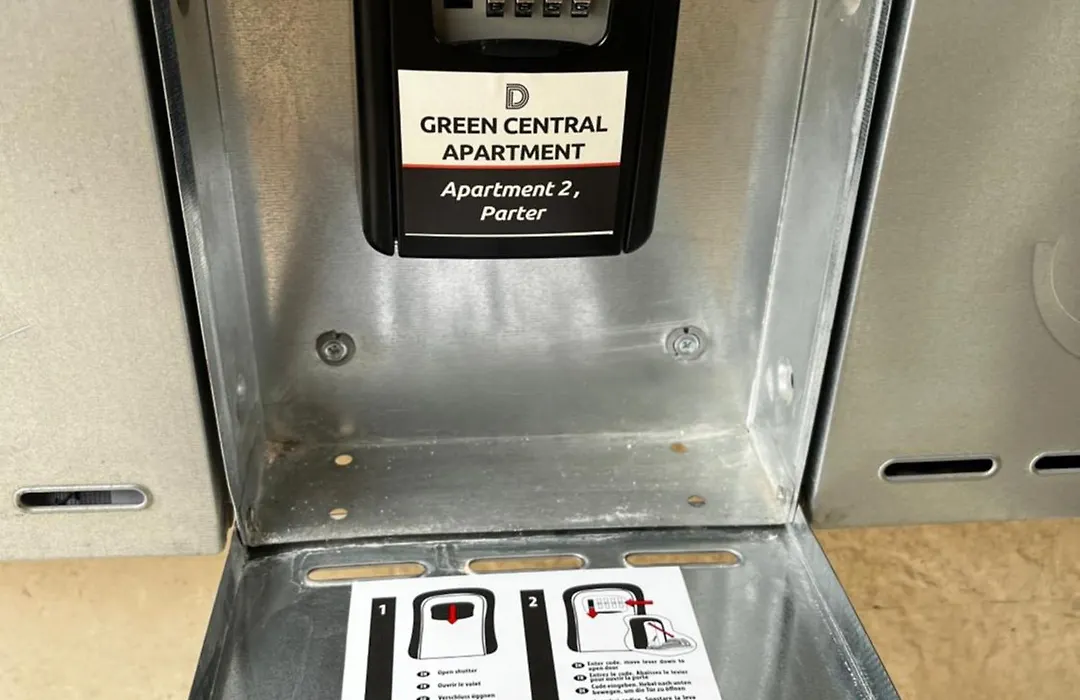 D
GREEN CENTRAL
APARTMENT
Apartment 2,
Parter
1
2
Open shutter
Ouvrir le volet
Verschluss öffnen
Enter code. move lever down to
open door
Entrez le code. Abaissez le levier
pour ouvrir la porte
Code eingeben. Hebel nach unten
bewegen, um die Tür zu öffnen